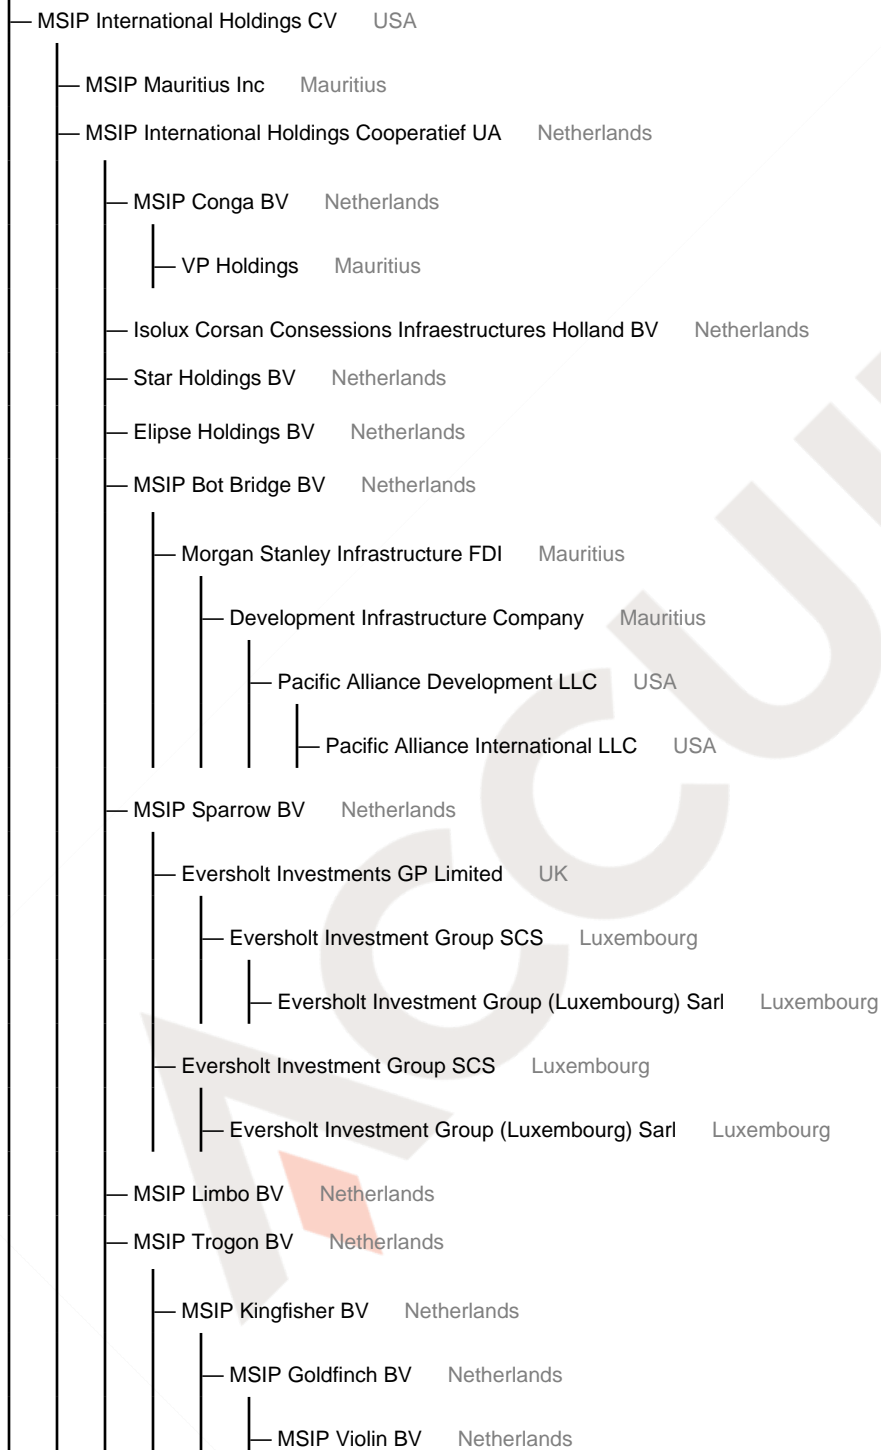 MSIP International Holdings CV USA
MSIP Mauritius Inc Mauritius
MSIP International Holdings Cooperatief UA Netherlands
MSIP Conga BV Netherlands
VP Holdings Mauritius
Isolux Corsan Consessions Infraestructures Holland BV Netherlands
Star Holdings BV Netherlands
Elipse Holdings BV Netherlands
MSIP Bot Bridge BV Netherlands
Morgan Stanley Infrastructure FDI Mauritius
Development Infrastructure Company Mauritius
Pacific Alliance Development LLC USA
Pacific Alliance International LLC USA
MSIP Sparrow BV Netherlands
Eversholt Investments GP Limited UK
Eversholt Investment Group SCS Luxembourg
Eversholt Investment Group (Luxembourg) Sarl Luxembourg
Eversholt Investment Group SCS Luxembourg
Eversholt Investment Group (Luxembourg) Sarl Luxembourg
MSIP Limbo BV Netherlands
MSIP Trogon BV Netherlands
MSIP Kingfisher BV Netherlands
MSIP Goldfinch BV Netherlands
MSIP Violin BV Netherlands